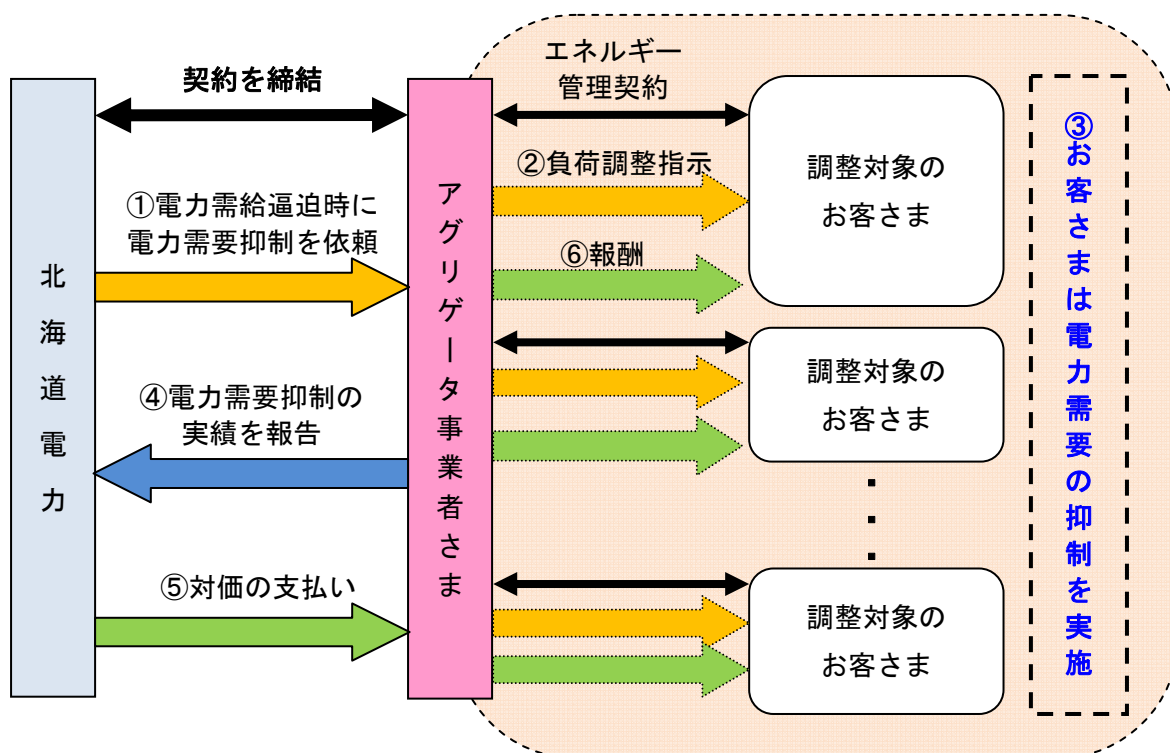 北海道電力
契約を締結
①電力需給逼迫時に
電力需要抑制を依頼
④電力需要抑制の
実績を報告
⑤対価の支払い
アグリゲータ事業者さま
エネルギー
管理契約
②負荷調整指示
⑥報酬
調整対象の
お客さま
調整対象の
お客さま
・
・
・
調整対象の
お客さま
③お客さまは電力需要の抑制を実施